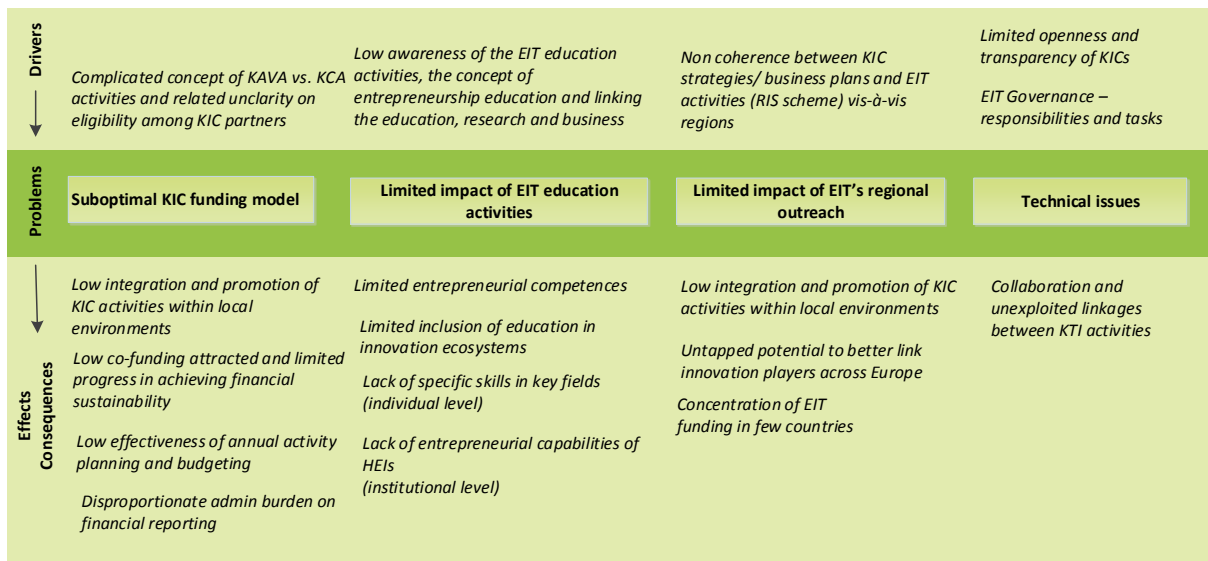 Drivers
Complicated concept of KAVA vs. KCA
activities and related unclarity on
eligibility among KIC partners
Low awareness of the EIT education
activities, the concept of
entrepreneurship education and linking
the education, research and business
Non coherence between KIC
strategies/ business plans and EIT
activities (RIS scheme) vis-à-vis
regions
Limited openness and
transparency of KICs
EIT Governance –
responsibilities and tasks
Problems
Suboptimal KIC funding model
Limited impact of EIT education
activities
Limited impact of EIT’s regional
outreach
Technical issues
Effects
Consequences
Low integration and promotion of
KIC activities within local
environments
Low co-funding attracted and limited
progress in achieving financial
sustainability
Low effectiveness of annual activity
planning and budgeting
Disproportionate admin burden on
financial reporting
Limited entrepreneurial competences
Limited inclusion of education in
innovation ecosystems
Lack of specific skills in key fields
(individual level)
Lack of entrepreneurial capabilities of
HEIs
(institutional level)
Low integration and promotion of KIC
activities within local environments
Untapped potential to better link
innovation players across Europe
Concentration of EIT
funding in few countries
Collaboration and
unexploited linkages
between KTI activities